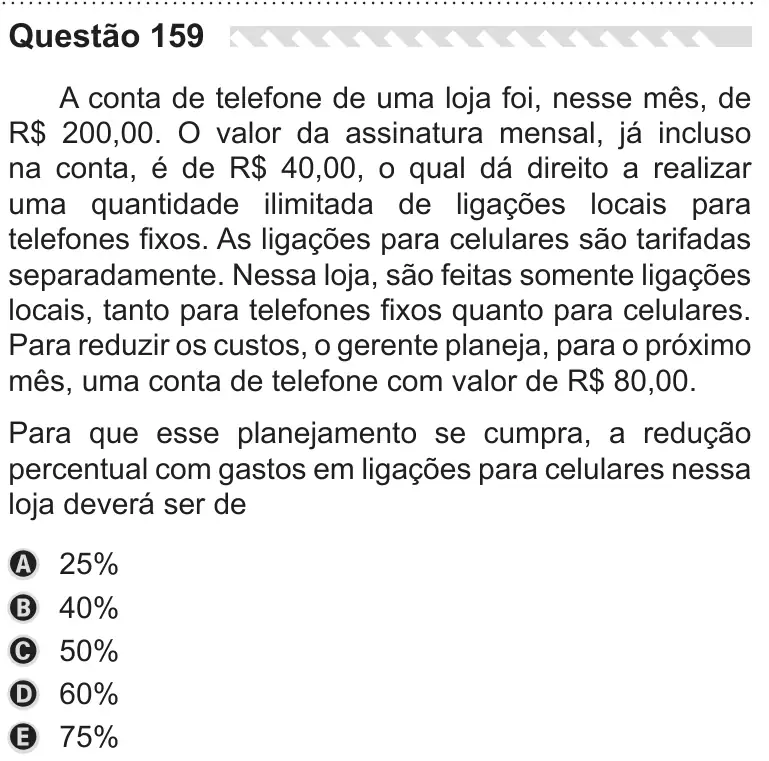 Questão 159
A conta de telefone de uma loja foi, nesse mês, de
R$ 200,00. O valor da assinatura mensal, já incluso
na conta, é de R$ 40,00, o qual dá direito a realizar
uma quantidade ilimitada de ligações locais para
telefones fixos. As ligações para celulares são tarifadas
separadamente. Nessa loja, são feitas somente ligações
locais, tanto para telefones fixos quanto para celulares.
Para reduzir os custos, o gerente planeja, para o próximo
mês, uma conta de telefone com valor de R$ 80,00.
Para que esse planejamento se cumpra, a redução
percentual com gastos em ligações para celulares nessa
loja deverá ser de
A 25%
B 40%
C 50%
D 60%
E 75%